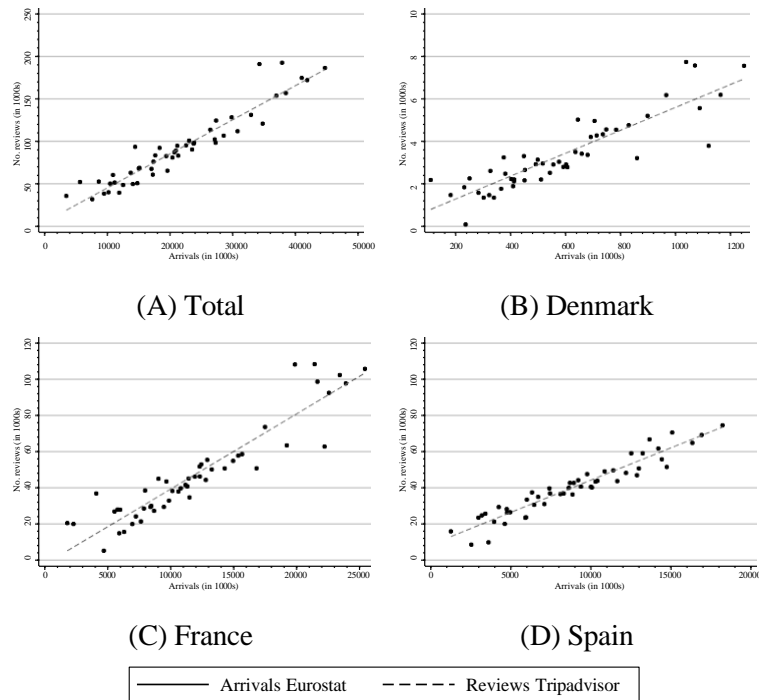 250
200
150
100
50
0
No. reviews (in 1000s)
0 10000 20000 30000 40000 50000
Arrivals (in 1000s)
(A) Total
10
8
6
4
2
0
No. reviews (in 1000s)
200 400 600 800 1000 1200
Arrivals (in 1000s)
(B) Denmark
120
100
80
60
40
20
0
No. reviews (in 1000s)
0 5000 10000 15000 20000 25000
Arrivals (in 1000s)
(C) France
120
100
80
60
40
20
0
No. reviews (in 1000s)
0 5000 10000 15000 20000
Arrivals (in 1000s)
(D) Spain
Arrivals Eurostat Reviews Tripadvisor